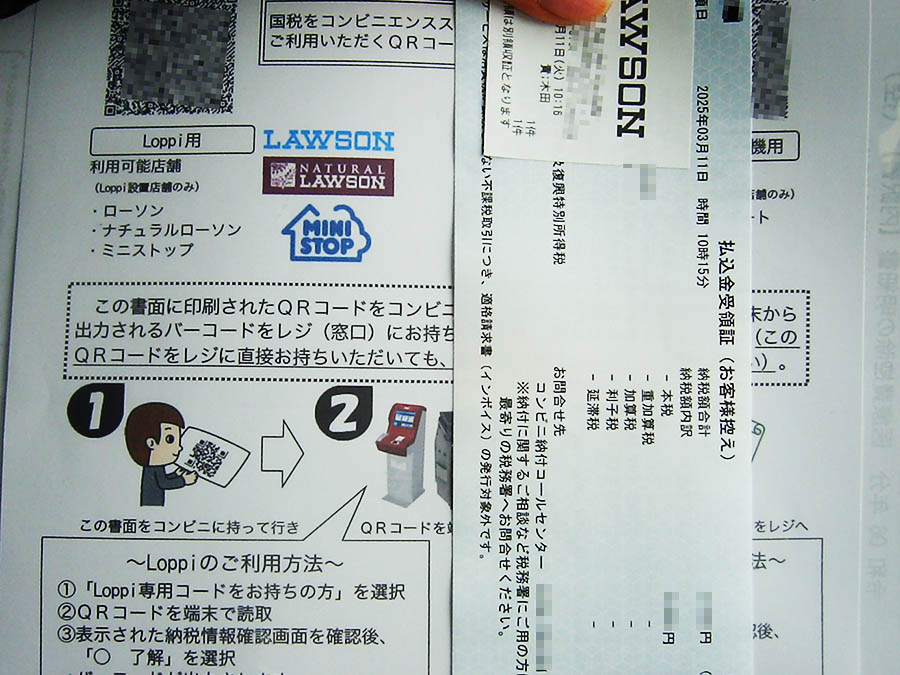 国税をコンビニエンスス
ご利用いただくQRコー
Loppi用
利用可能店舗
(Loppi設置店舗のみ)
・ローソン
・ナチュラルローソン
・ミニストップ
LAWSON
NATURAL
LAWSON
MINI
STOP
この書面に印刷されたQRコードをコンビニ
出力されるバーコードをレジ(窓口)にお持ち
QRコードをレジに直接お持ちいただいても、
1
2
この書面をコンビニに持って行き
QRコードを
~Loppiのご利用方法~
①「Loppi専用コードをお持ちの方」を選択
②QRコードを端末で読取
③表示された納税情報確認画面を確認後、
「○ 了解」を選択
機用
舗のみ)
ート
末から
(この
い)。
をレジへ
法~
後、
AWSON
月11日(火) 10:16
責:木田
は別領収証となります
1件
1件
2025年03月11日 時間 10時15分
払込金受領証(お客様控え)
復興特別所得税
納税額合計
円
納税額内訳
- 本税
円
- 重加算税
-
- 加算税
-
- 利子税
-
- 延滞税
-
お問合せ先
コンビニ納付コールセンター
※納付に関するご相談など税務署にご用の方は
最寄りの税務署へお問合せください。
ない不課税取引につき、適格請求書(インボイス)の発行対象外です。